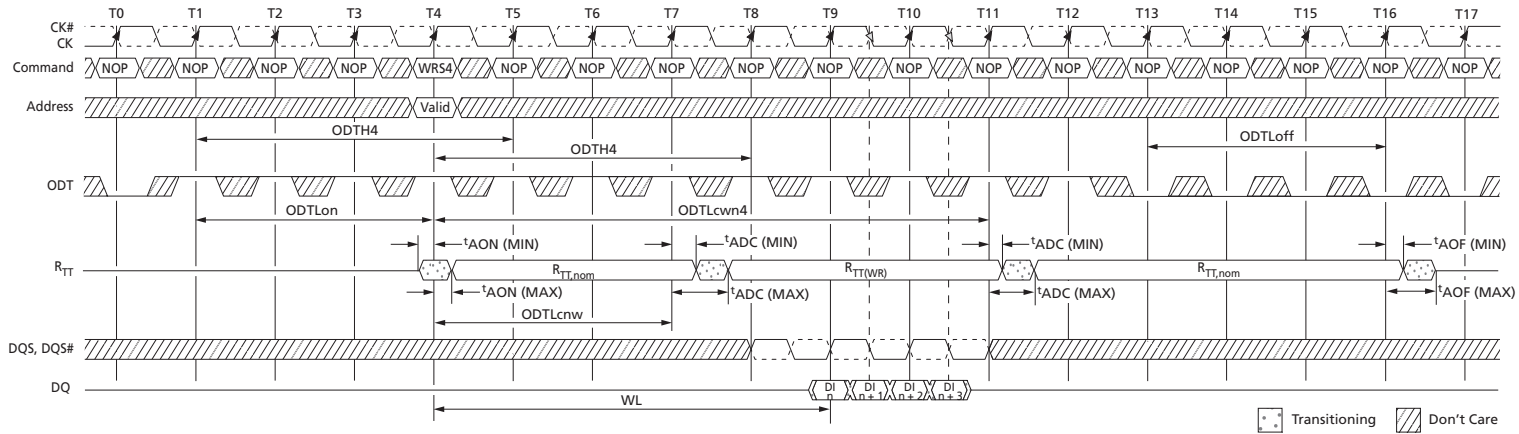 T0 T1 T2 T3 T4 T5 T6 T7 T8 T9 T10 T11 T12 T13 T14 T15 T16 T17
CK#
CK
Command NOP NOP NOP NOP WRS4 NOP NOP NOP NOP NOP NOP NOP NOP NOP NOP NOP NOP NOP
Address Valid
ODTH4 ODTLoff
ODTH4
ODT
ODTLon ODTLcwn4
tAON (MIN) tADC (MIN) tADC (MIN) tAOF (MIN)
RTT RTT,nom RTT(WR) RTT,nom
tAON (MAX) tADC (MAX) tADC (MAX) tAOF (MAX)
ODTLcnw
DQS, DQS#
DQ DI n DI n + 1 DI n + 2 DI n + 3
WL
Transitioning Don't Care